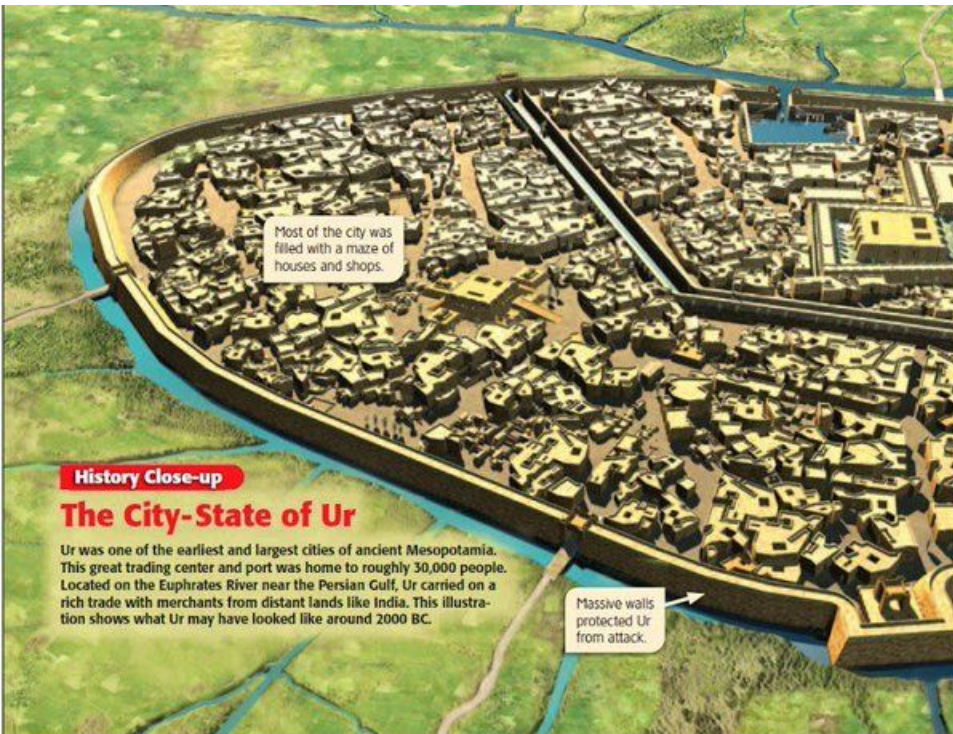 Most of the city was
filled with a maze of
houses and shops.
History Close-up
The City-State of Ur
Ur was one of the earliest and largest cities of ancient Mesopotamia.
This great trading center and port was home to roughly 30,000 people.
Located on the Euphrates River near the Persian Gulf, Ur carried on a
rich trade with merchants from distant lands like India. This illustra-
tion shows what Ur may have looked like around 2000 BC.
Massive walls
protected Ur
from attack.